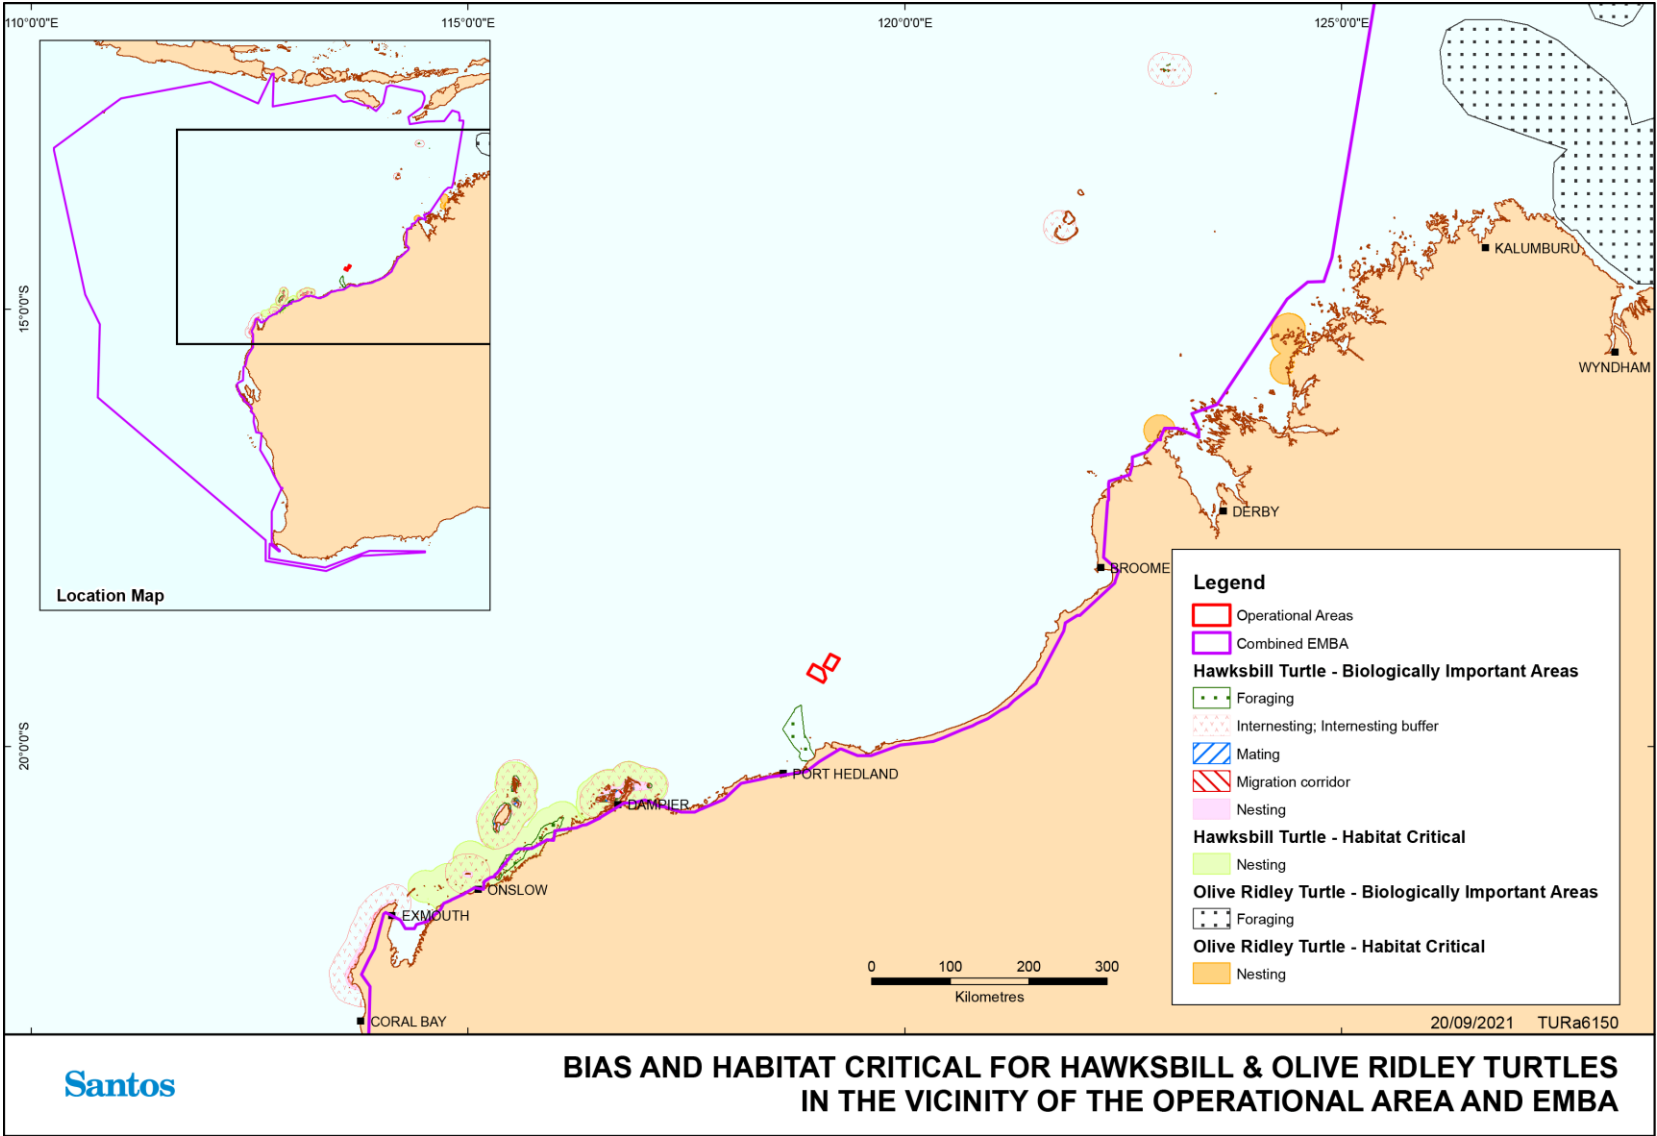 110°0'0"E
115°0'0"E
120°0'0"E
125°0'0"E
15°0'0"S
20°0'0"S
Location Map
KALUMBURU
WYNDHAM
DERBY
BROOME
PORT HEDLAND
DAMPIER
ONSLOW
EXMOUTH
CORAL BAY
0 100 200 300
Kilometres
Legend
Operational Areas
Combined EMBA
Hawksbill Turtle - Biologically Important Areas
Foraging
Internesting; Internesting buffer
Mating
Migration corridor
Nesting
Hawksbill Turtle - Habitat Critical
Nesting
Olive Ridley Turtle - Biologically Important Areas
Foraging
Olive Ridley Turtle - Habitat Critical
Nesting
20/09/2021 TURa6150
Santos
BIAS AND HABITAT CRITICAL FOR HAWKSBILL & OLIVE RIDLEY TURTLES
IN THE VICINITY OF THE OPERATIONAL AREA AND EMBA